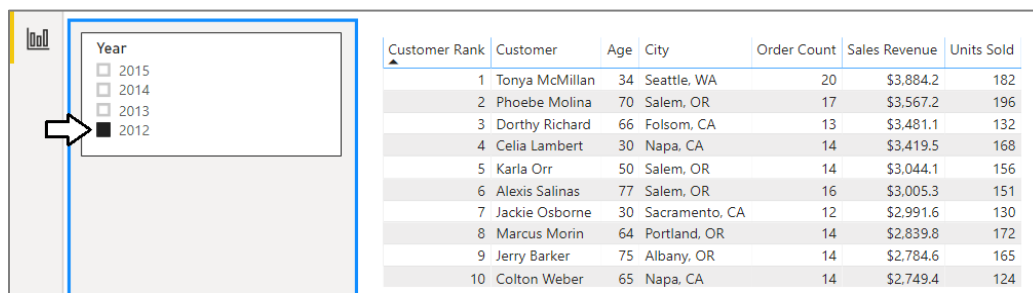 Year
2015
2014
2013
2012
Customer Rank Customer Age City Order Count Sales Revenue Units Sold
1 Tonya McMillan 34 Seattle, WA 20 $3,884.2 182
2 Phoebe Molina 70 Salem, OR 17 $3,567.2 196
3 Dorthy Richard 66 Folsom, CA 13 $3,481.1 132
4 Celia Lambert 30 Napa, CA 14 $3,419.5 168
5 Karla Orr 50 Salem, OR 14 $3,044.1 156
6 Alexis Salinas 77 Salem, OR 16 $3,005.3 151
7 Jackie Osborne 30 Sacramento, CA 12 $2,991.6 130
8 Marcus Morin 64 Portland, OR 14 $2,839.8 172
9 Jerry Barker 75 Albany, OR 14 $2,784.6 165
10 Colton Weber 65 Napa, CA 14 $2,749.4 124